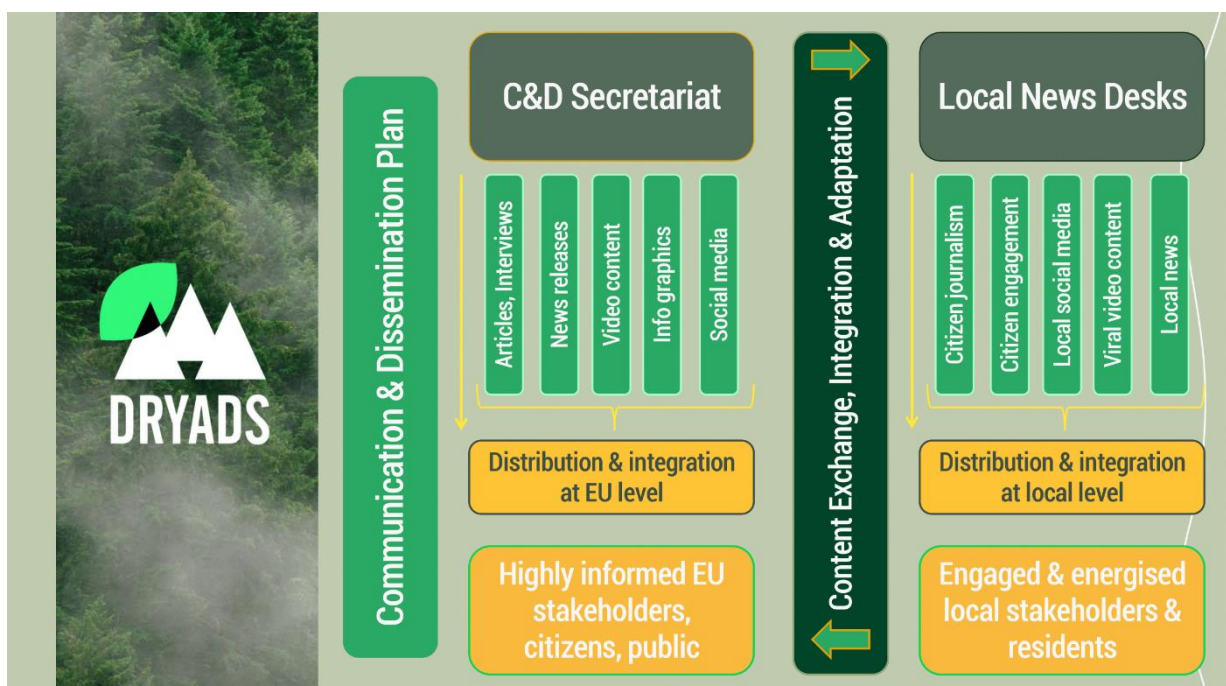 DRYADS
Communication & Dissemination Plan
C&D Secretariat
Articles, Interviews
News releases
Video content
Info graphics
Social media
Distribution & integration
at EU level
Highly informed EU
stakeholders,
citizens, public
Content Exchange, Integration & Adaptation
Local News Desks
Citizen journalism
Citizen engagement
Local social media
Viral video content
Local news
Distribution & integration
at local level
Engaged & energised
local stakeholders &
residents